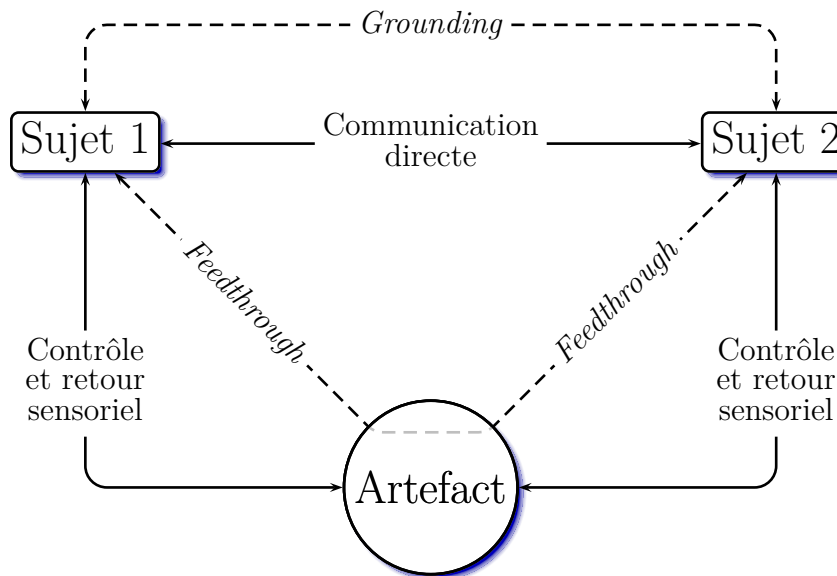 Grounding
Sujet 1
Communication
directe
Sujet 2
Feedthrough
Feedthrough
Contrôle
et retour
sensoriel
Contrôle
et retour
sensoriel
Artefact